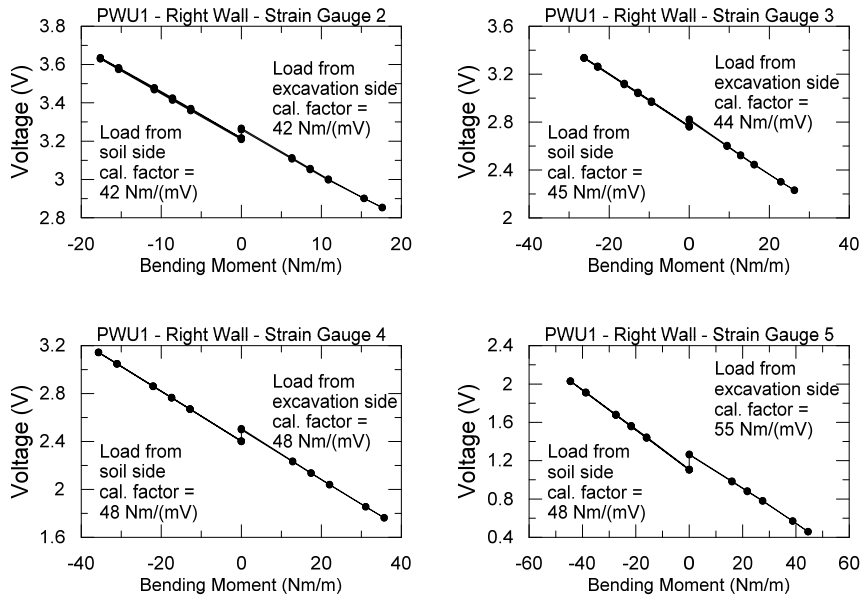 PWU1 - Right Wall - Strain Gauge 2
3.8
3.6
3.4
3.2
3
2.8
Voltage (V)
Load from
excavation side
cal. factor =
42 Nm/(mV)
Load from
soil side
cal. factor =
42 Nm/(mV)
-20 -10 0 10 20
Bending Moment (Nm/m)
PWU1 - Right Wall - Strain Gauge 3
3.6
3.2
2.8
2.4
2
Voltage (V)
Load from
excavation side
cal. factor =
44 Nm/(mV)
Load from
soil side
cal. factor =
45 Nm/(mV)
-40 -20 0 20 40
Bending Moment (Nm/m)
PWU1 - Right Wall - Strain Gauge 4
3.2
2.8
2.4
2
1.6
Voltage (V)
Load from
excavation side
cal. factor =
48 Nm/(mV)
Load from
soil side
cal. factor =
48 Nm/(mV)
-40 -20 0 20 40
Bending Moment (Nm/m)
PWU1 - Right Wall - Strain Gauge 5
2.4
2
1.6
1.2
0.8
0.4
Voltage (V)
Load from
excavation side
cal. factor =
55 Nm/(mV)
Load from
soil side
cal. factor =
48 Nm/(mV)
-60 -40 -20 0 20 40 60
Bending Moment (Nm/m)